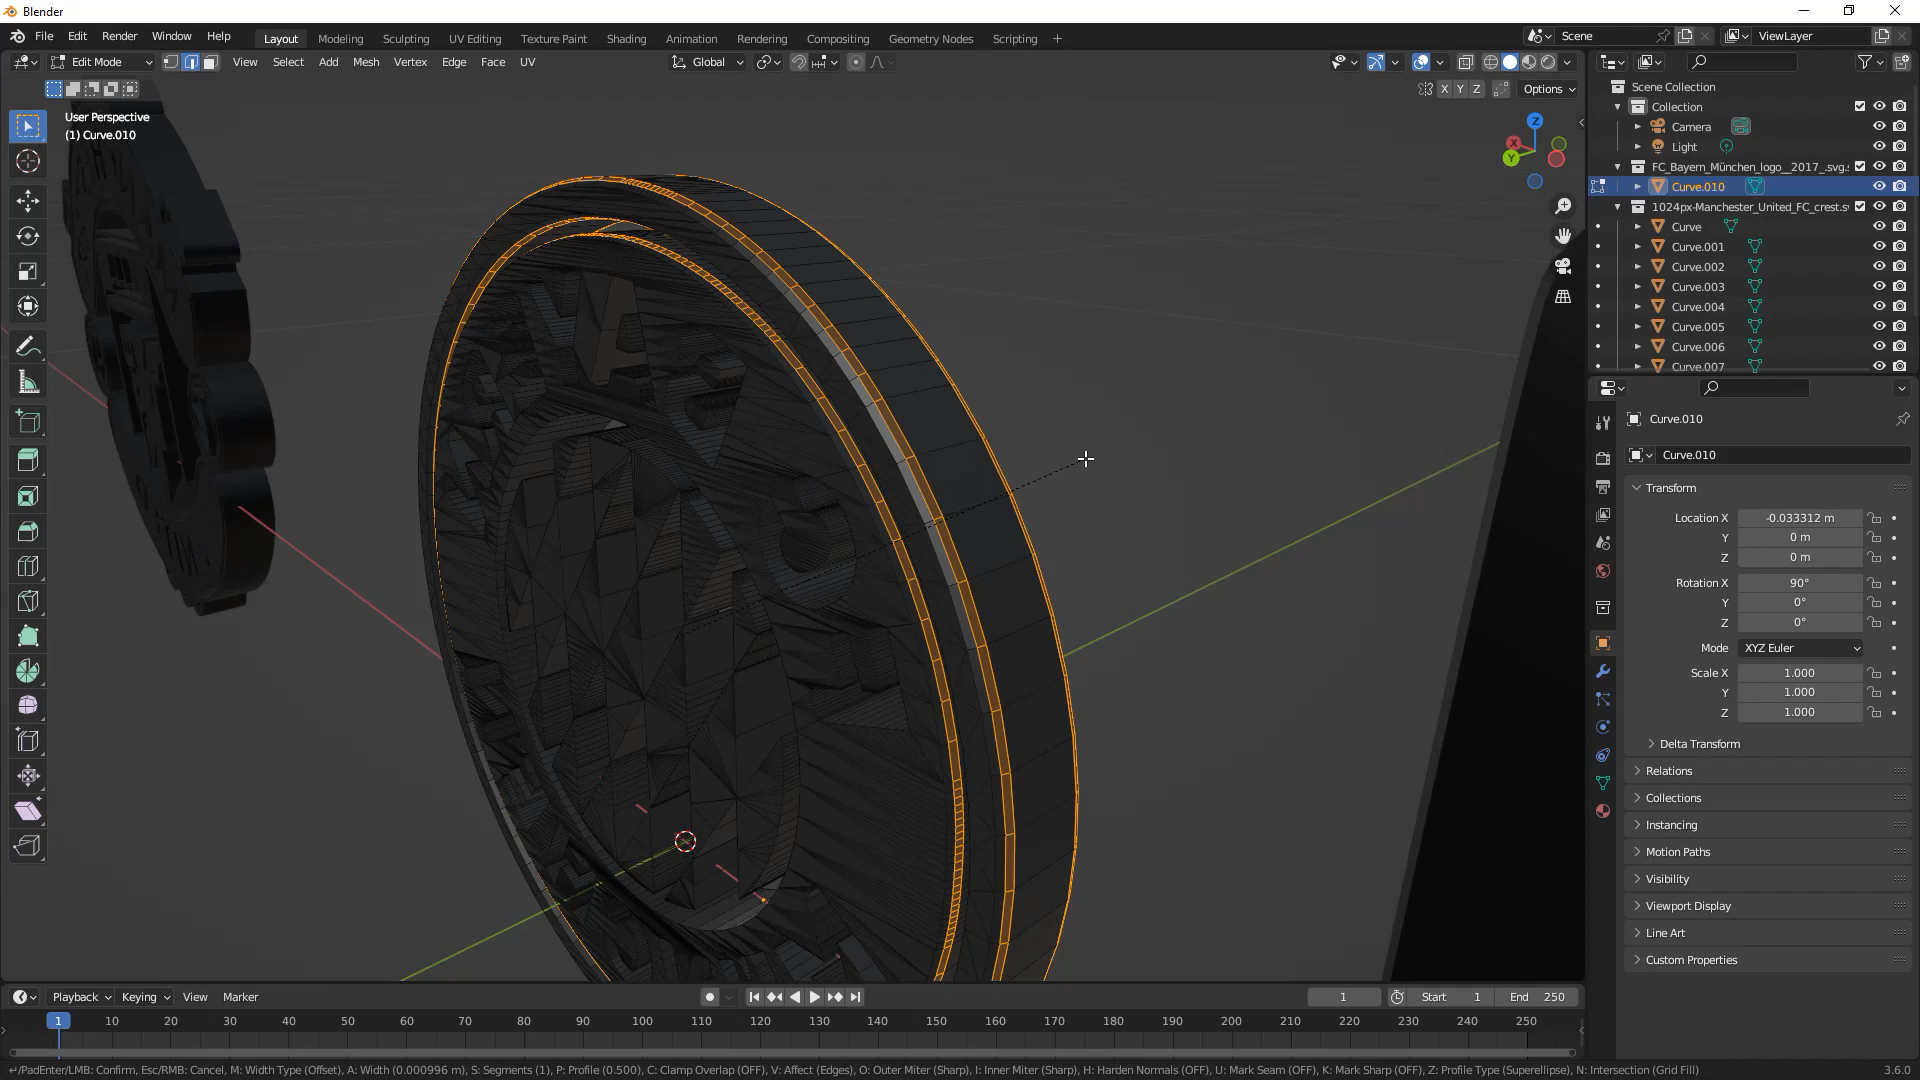 Blender
File Edit Render Window Help
Layout Modeling Sculpting UV Editing Texture Paint Shading Animation Rendering Compositing Geometry Nodes Scripting +
Scene
ViewLayer
Edit Mode View Select Add Mesh Vertex Edge Face UV Global
X Y Z Options
User Perspective
(1) Curve.010
Z
X
Y
Scene Collection
Collection
Camera
Light
FC_Bayern_München_logo__2017_.svg.
Curve.010
1024px-Manchester_United_FC_crest.s
Curve
Curve.001
Curve.002
Curve.003
Curve.004
Curve.005
Curve.006
Curve.007
Curve.010
Curve.010
Transform
Location X -0.033312 m
Y 0 m
Z 0 m
Rotation X 90°
Y 0°
Z 0°
Mode XYZ Euler
Scale X 1.000
Y 1.000
Z 1.000
Delta Transform
Relations
Collections
Instancing
Motion Paths
Visibility
Viewport Display
Line Art
Custom Properties
Playback Keying View Marker 1 Start 1 End 250
1 10 20 30 40 50 60 70 80 90 100 110 120 130 140 150 160 170 180 190 200 210 220 230 240 250
↵/PadEnter/LMB: Confirm, Esc/RMB: Cancel, M: Width Type (Offset), A: Width (0.000996 m), S: Segments (1), P: Profile (0.500), C: Clamp Overlap (OFF), V: Affect (Edges), O: Outer Miter (Sharp), I: Inner Miter (Sharp), H: Harden Normals (OFF), U: Mark Seam (OFF), K: Mark Sharp (OFF), Z: Profile Type (Superellipse), N: Intersection (Grid Fill) 3.6.0